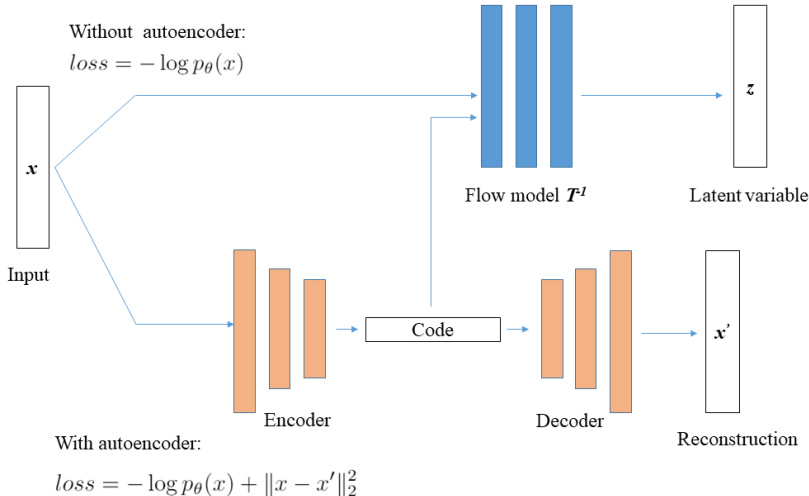 Without autoencoder:
loss = − log pθ(x)
x
z
Flow model T⁻¹
Latent variable
Input
Code
x'
Encoder
Decoder
Reconstruction
With autoencoder:
loss = − log pθ(x) + ‖x − x′‖₂²